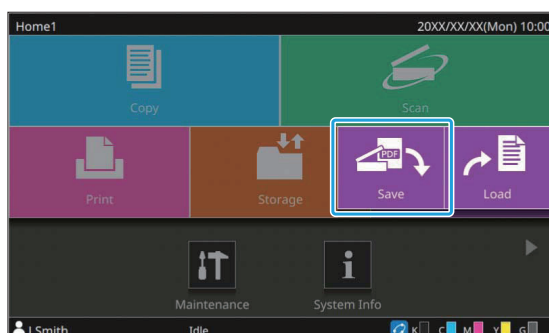 Home1 20XX/XX/XX(Mon) 10:00
Copy Scan
PDF
Print Storage Save Load
i
Maintenance System Info
J.Smith Idle K C M Y G